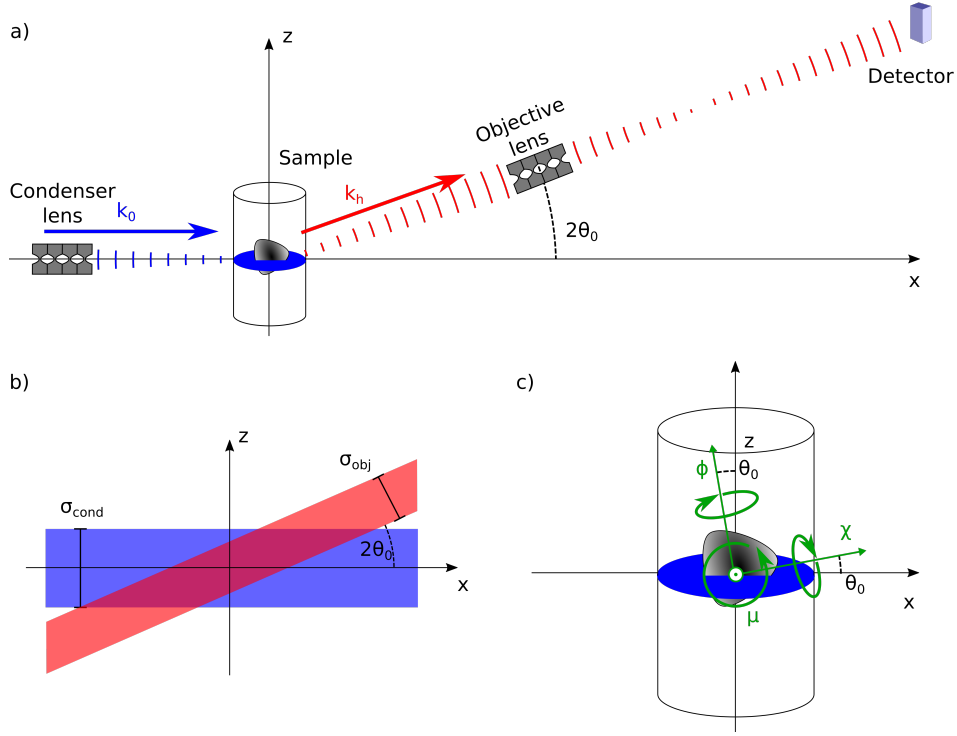 a)
z
Detector
Objective
lens
Sample
Condenser
lens
k0
kh
2θ0
x
b)
z
σobj
σcond
2θ0
x
c)
z
ϕ
θ0
χ
θ0
x
μ